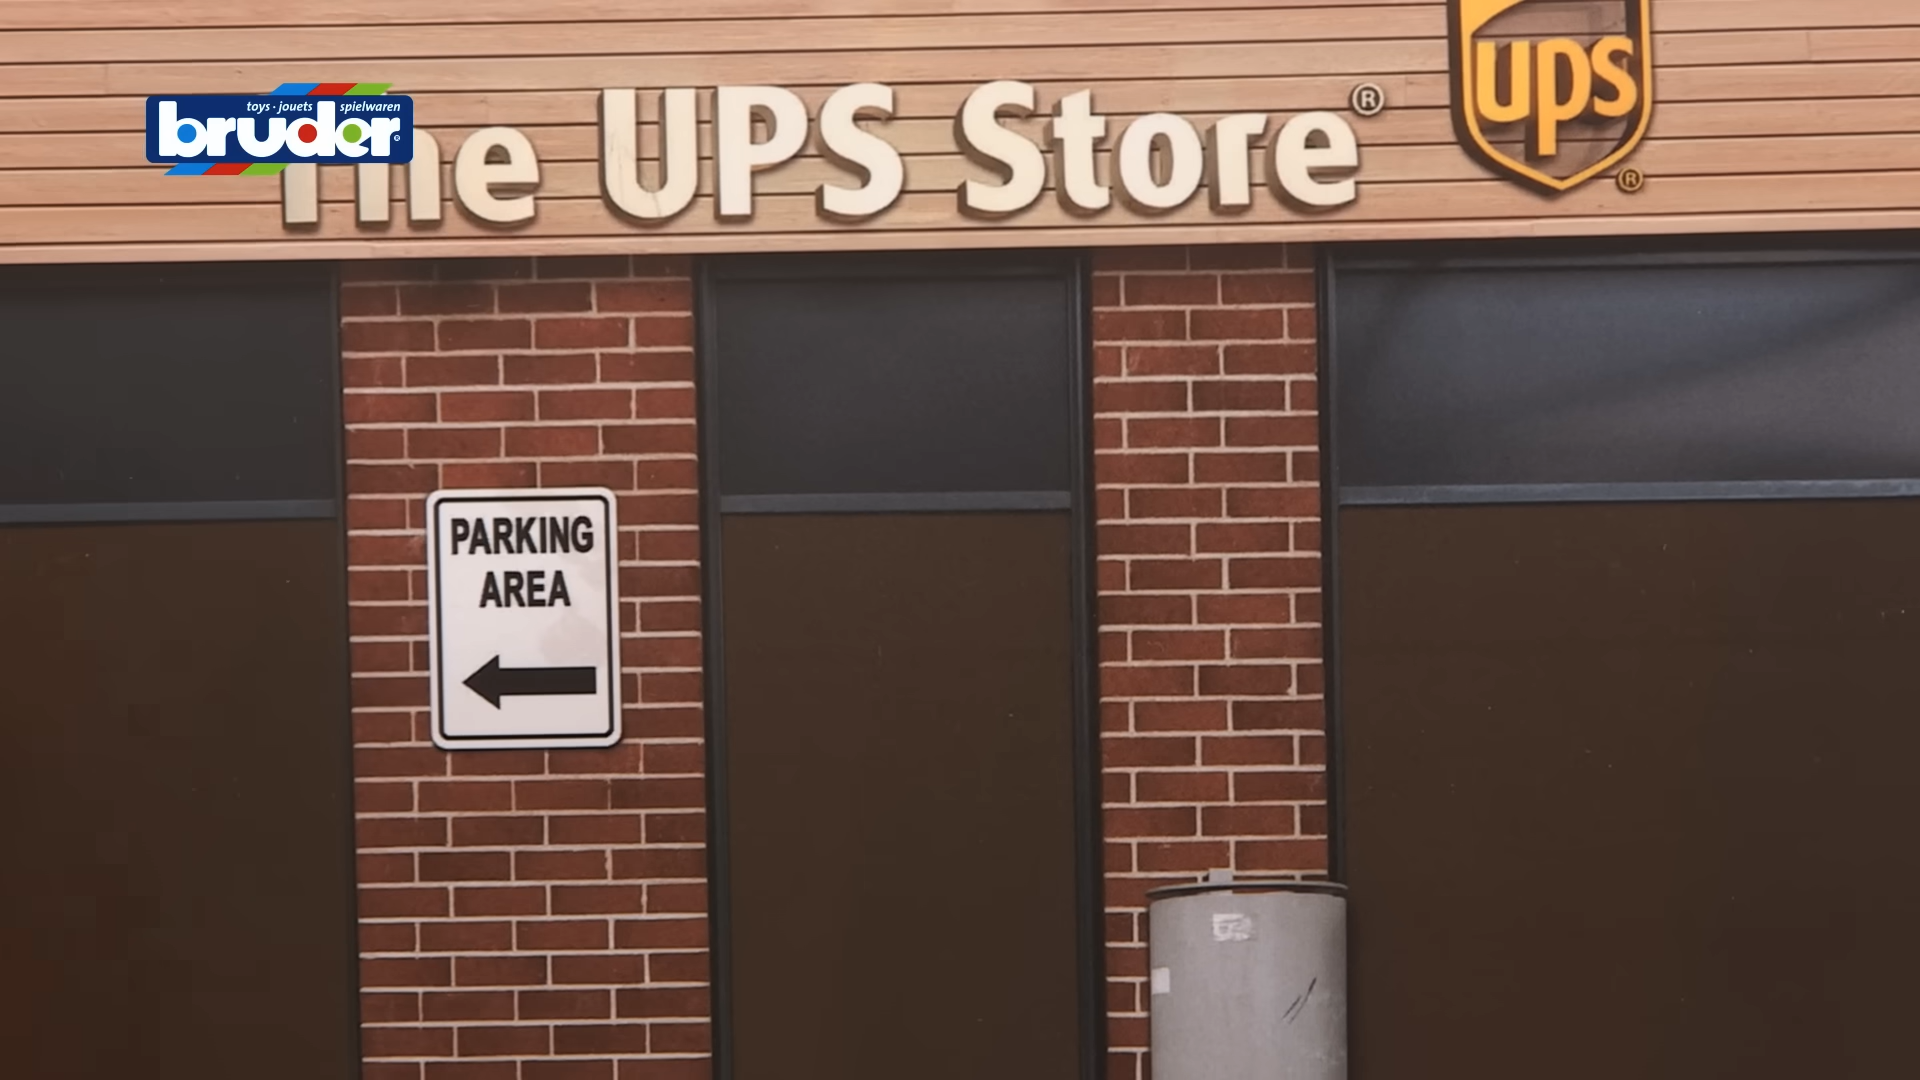 toys · jouets spielwaren
bruder®
The UPS Store®
ups®
PARKING
AREA